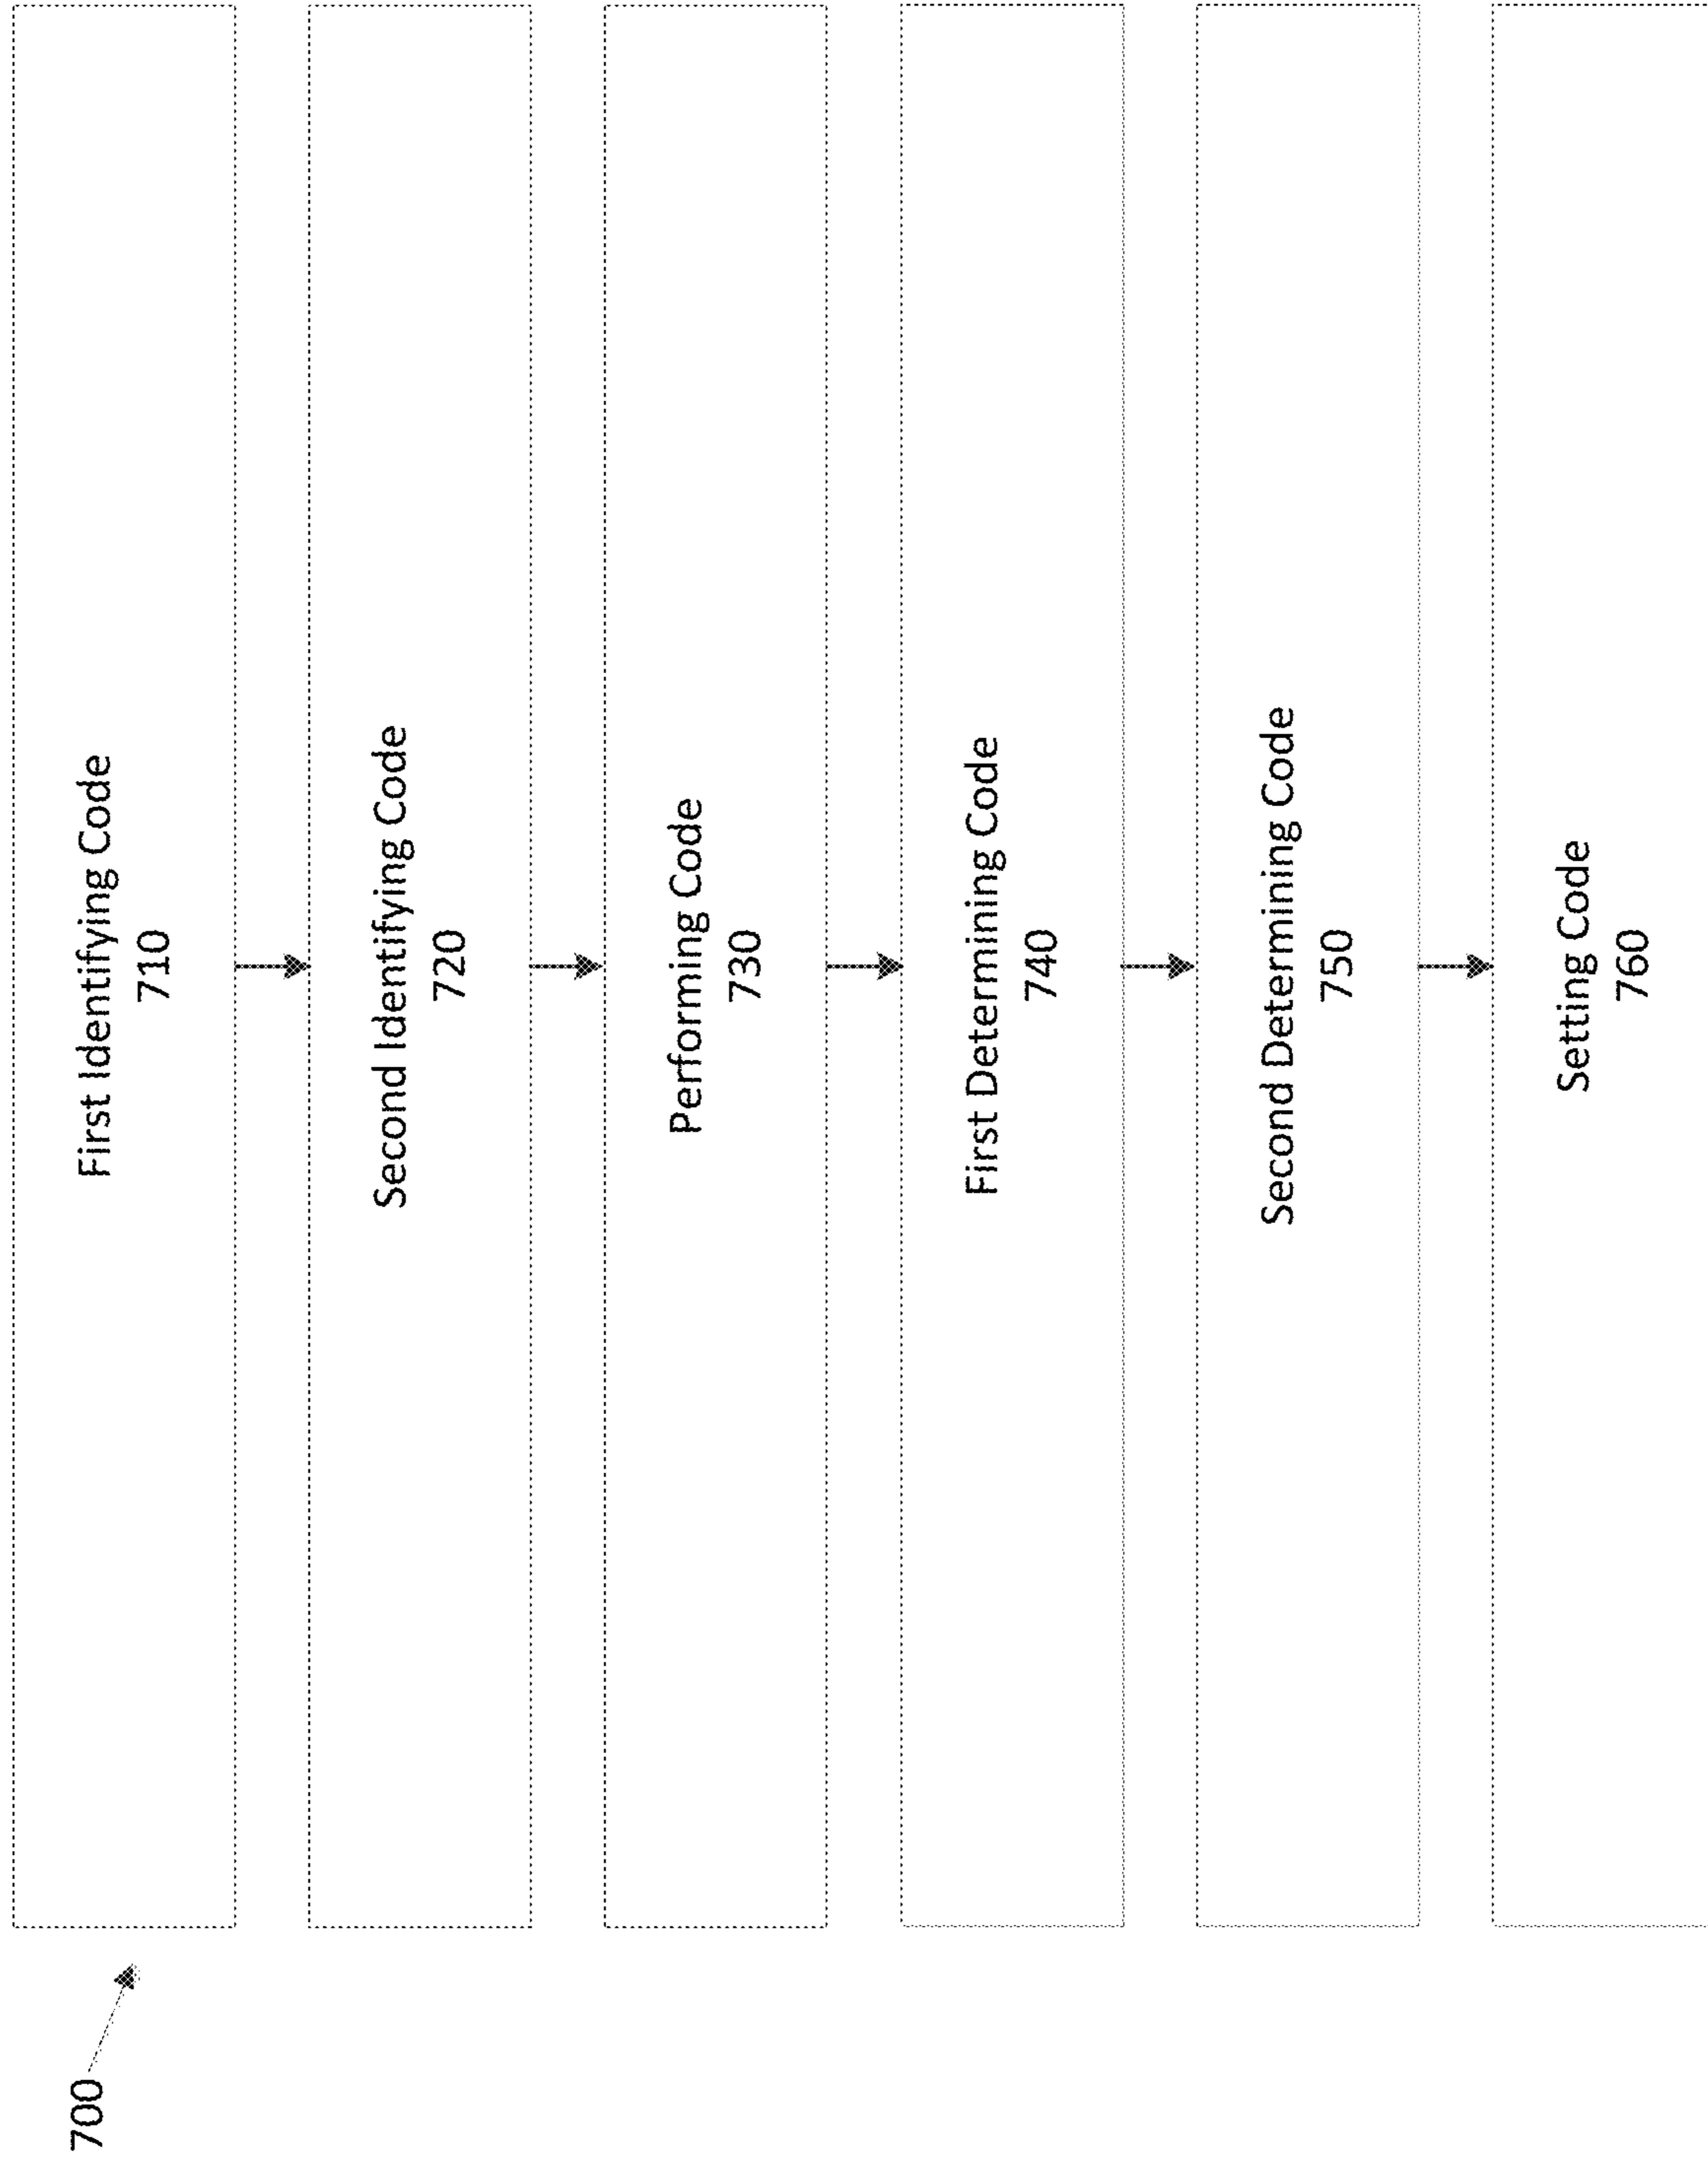 700
First Identifying Code
710
Second Identifying Code
720
Performing Code
730
First Determining Code
740
Second Determining Code
750
Setting Code
760